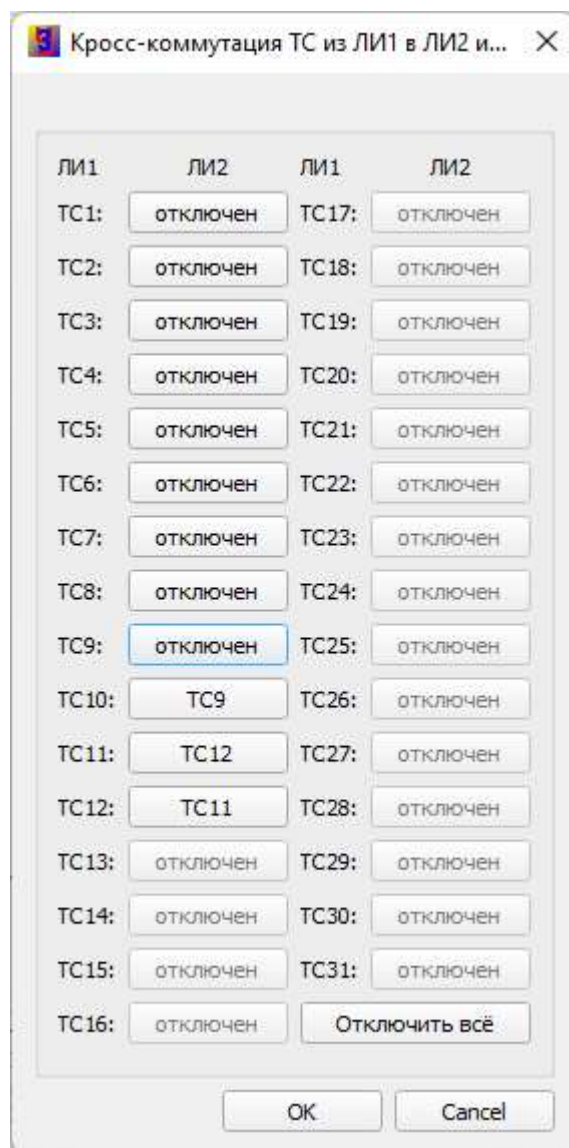 Кросс-коммутация ТС из ЛИ1 в ЛИ2 и...
ЛИ1 ЛИ2 ЛИ1 ЛИ2
ТС1: отключен ТС17: отключен
ТС2: отключен ТС18: отключен
ТС3: отключен ТС19: отключен
ТС4: отключен ТС20: отключен
ТС5: отключен ТС21: отключен
ТС6: отключен ТС22: отключен
ТС7: отключен ТС23: отключен
ТС8: отключен ТС24: отключен
ТС9: отключен ТС25: отключен
ТС10: ТС9 ТС26: отключен
ТС11: ТС12 ТС27: отключен
ТС12: ТС11 ТС28: отключен
ТС13: отключен ТС29: отключен
ТС14: отключен ТС30: отключен
ТС15: отключен ТС31: отключен
ТС16: отключен Отключить всё
OK Cancel